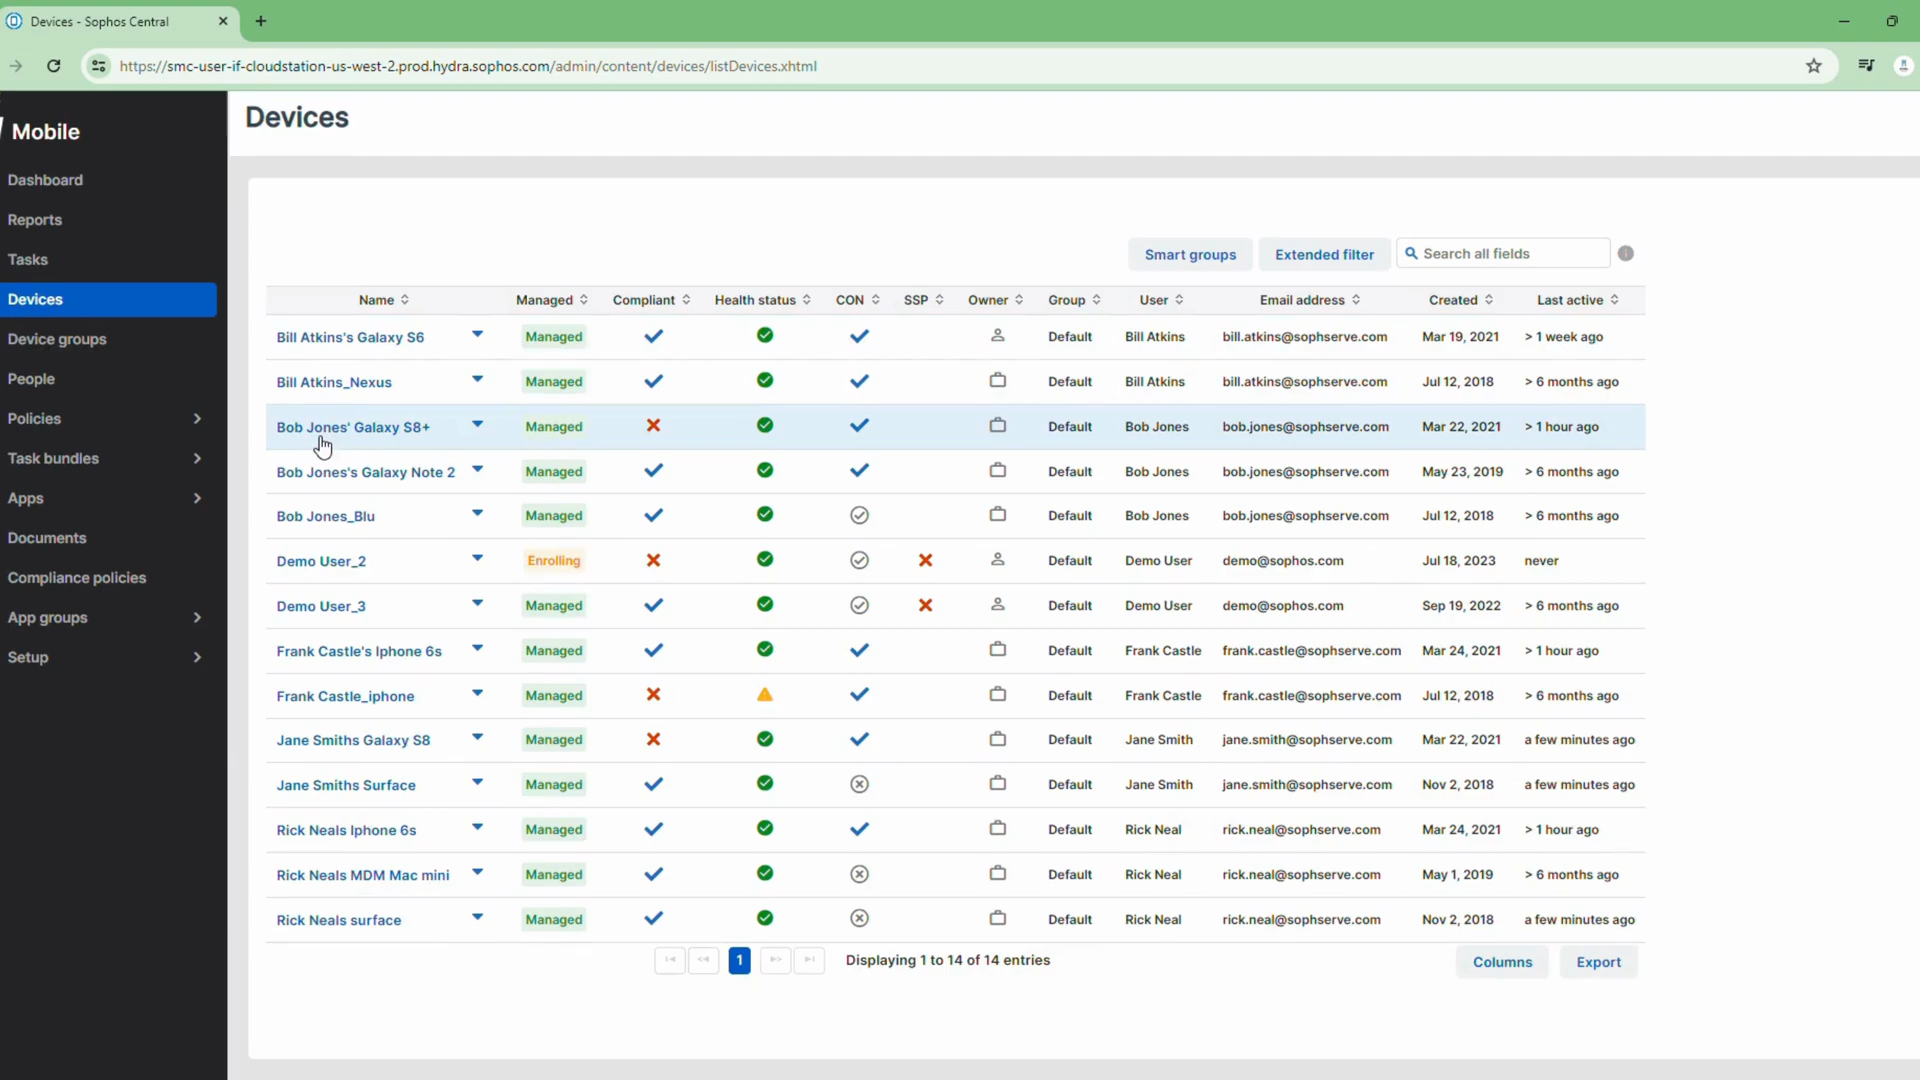 Devices - Sophos Central
https://smc-user-if-cloudstation-us-west-2.prod.hydra.sophos.com/admin/content/devices/listDevices.xhtml
Mobile
Dashboard
Reports
Tasks
Devices
Device groups
People
Policies
Task bundles
Apps
Documents
Compliance policies
App groups
Setup
Devices
Smart groups Extended filter Search all fields
Name Managed Compliant Health status CON SSP Owner Group User Email address Created Last active
Bill Atkins's Galaxy S6 Managed Default Bill Atkins bill.atkins@sophserve.com Mar 19, 2021 > 1 week ago
Bill Atkins_Nexus Managed Default Bill Atkins bill.atkins@sophserve.com Jul 12, 2018 > 6 months ago
Bob Jones' Galaxy S8+ Managed Default Bob Jones bob.jones@sophserve.com Mar 22, 2021 > 1 hour ago
Bob Jones's Galaxy Note 2 Managed Default Bob Jones bob.jones@sophserve.com May 23, 2019 > 6 months ago
Bob Jones_Blu Managed Default Bob Jones bob.jones@sophserve.com Jul 12, 2018 > 6 months ago
Demo User_2 Enrolling Default Demo User demo@sophos.com Jul 18, 2023 never
Demo User_3 Managed Default Demo User demo@sophos.com Sep 19, 2022 > 6 months ago
Frank Castle's Iphone 6s Managed Default Frank Castle frank.castle@sophserve.com Mar 24, 2021 > 1 hour ago
Frank Castle_iphone Managed Default Frank Castle frank.castle@sophserve.com Jul 12, 2018 > 6 months ago
Jane Smiths Galaxy S8 Managed Default Jane Smith jane.smith@sophserve.com Mar 22, 2021 a few minutes ago
Jane Smiths Surface Managed Default Jane Smith jane.smith@sophserve.com Nov 2, 2018 a few minutes ago
Rick Neals Iphone 6s Managed Default Rick Neal rick.neal@sophserve.com Mar 24, 2021 > 1 hour ago
Rick Neals MDM Mac mini Managed Default Rick Neal rick.neal@sophserve.com May 1, 2019 > 6 months ago
Rick Neals surface Managed Default Rick Neal rick.neal@sophserve.com Nov 2, 2018 a few minutes ago
1 Displaying 1 to 14 of 14 entries Columns Export